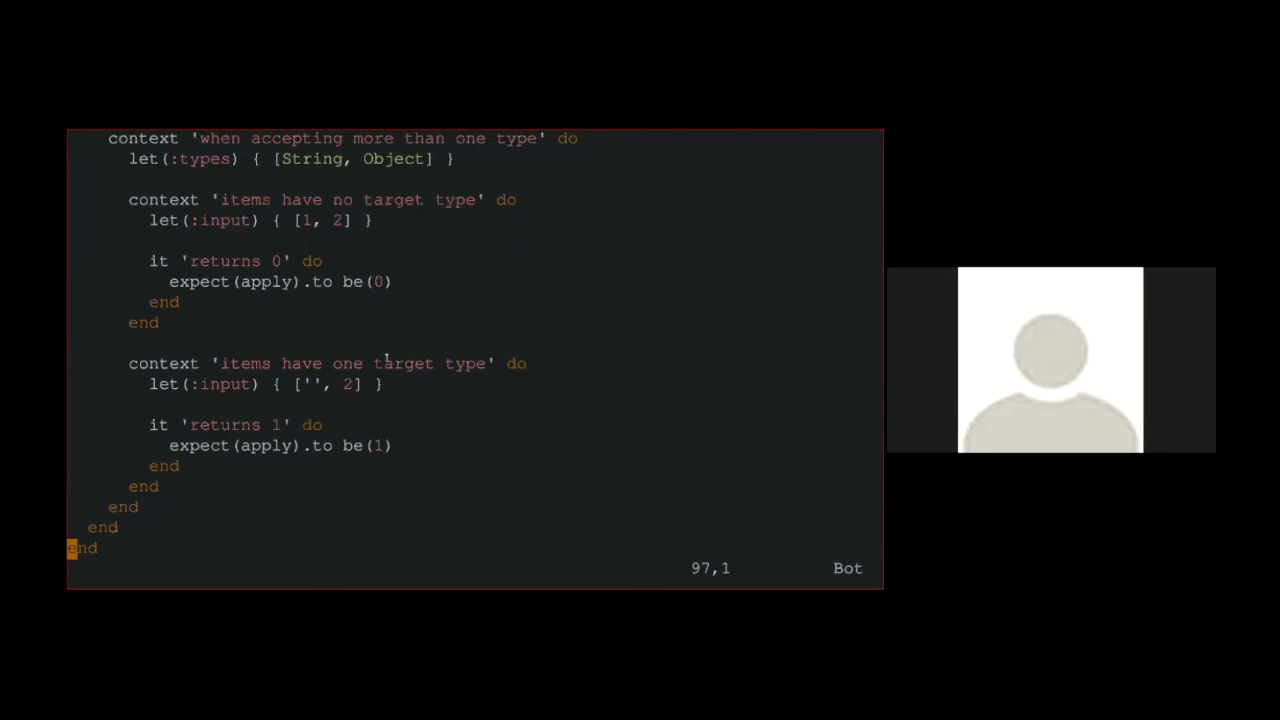 context 'when accepting more than one type' do
let(:types) { [String, Object] }
context 'items have no target type' do
let(:input) { [1, 2] }
it 'returns 0' do
expect(apply).to be(0)
end
end
context 'items have one target type' do
let(:input) { ['', 2] }
it 'returns 1' do
expect(apply).to be(1)
end
end
end
end
end
97,1 Bot